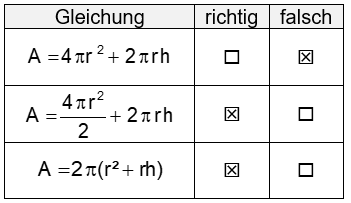 Gleichung richtig falsch
A = 4πr² + 2πrh ☐ ☒
A = 4πr²/2 + 2πrh ☒ ☐
A = 2π(r² + rh) ☒ ☐